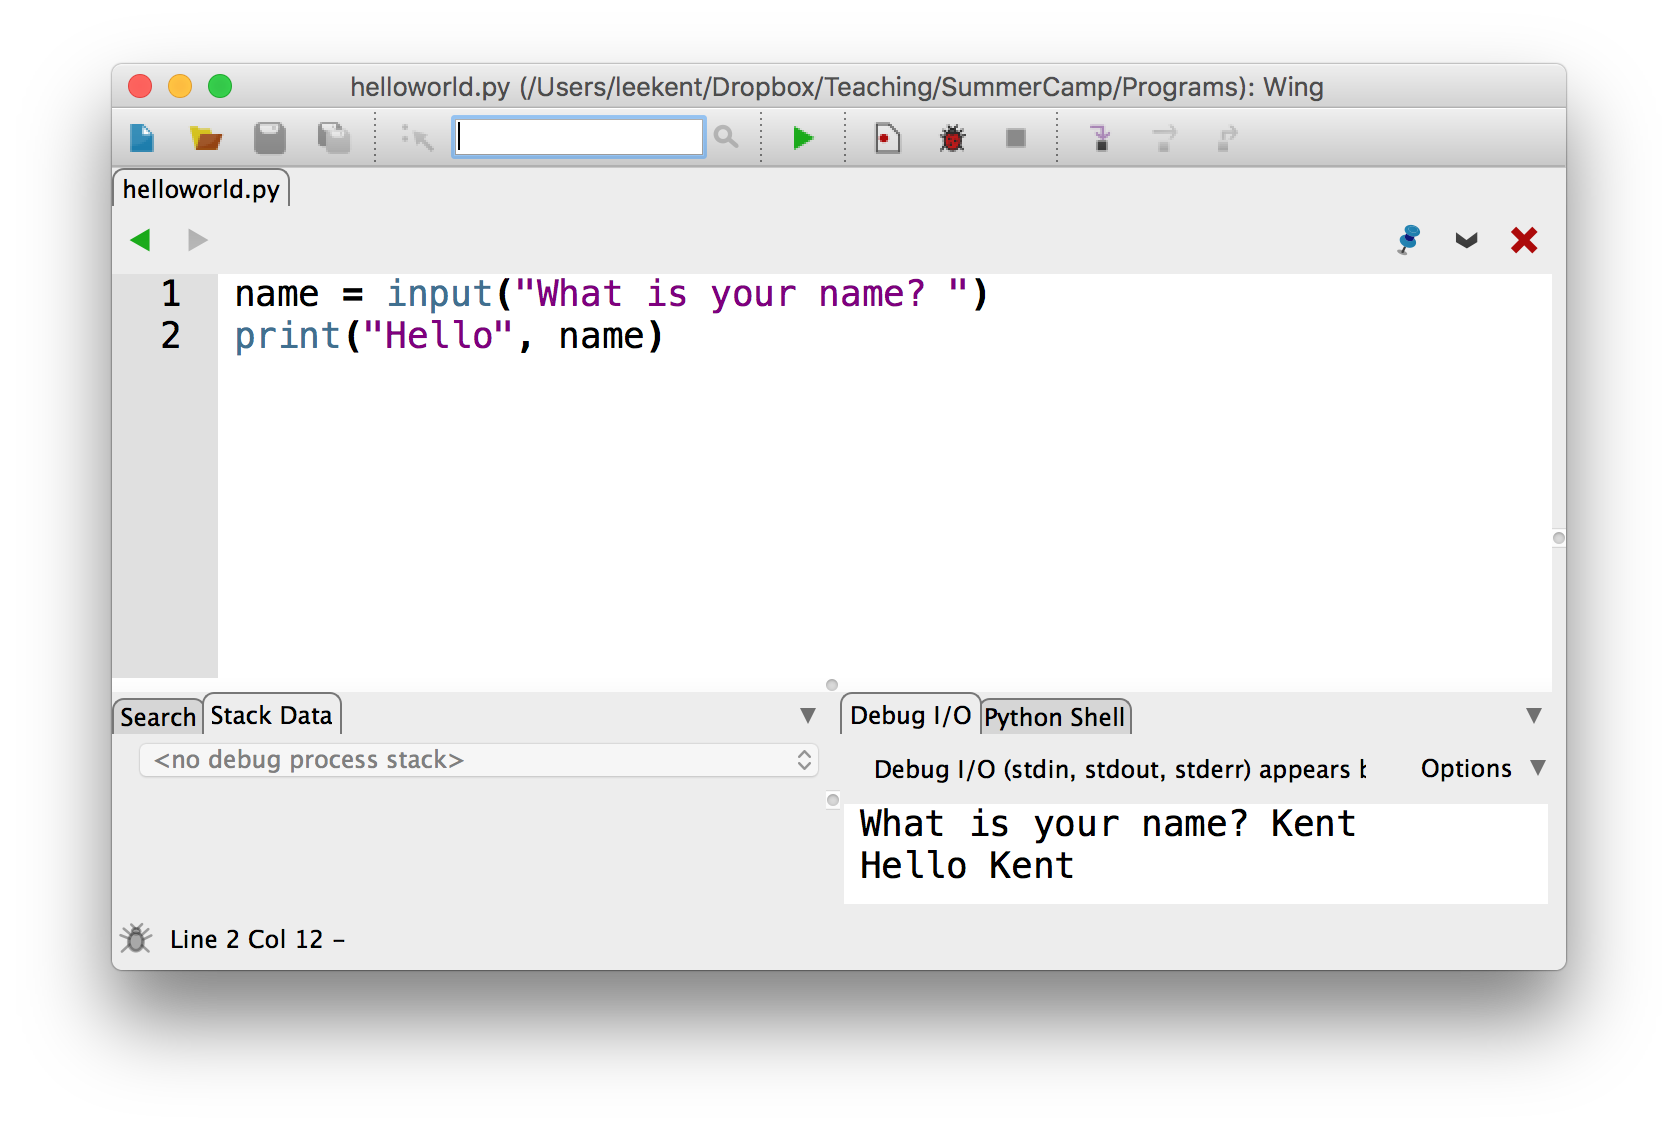 helloworld.py (/Users/leekent/Dropbox/Teaching/SummerCamp/Programs): Wing
helloworld.py
1 name = input("What is your name? ")
2 print("Hello", name)
Search Stack Data
<no debug process stack>
Debug I/O Python Shell
Debug I/O (stdin, stdout, stderr) appears Options
What is your name? Kent
Hello Kent
Line 2 Col 12 –